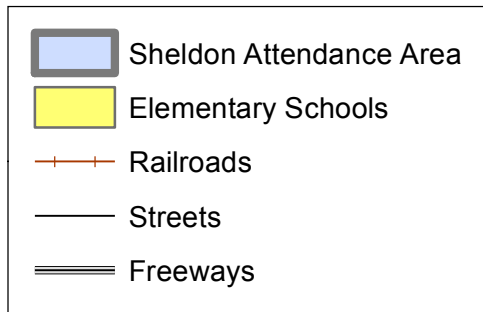 Sheldon Attendance Area
Elementary Schools
Railroads
Streets
Freeways